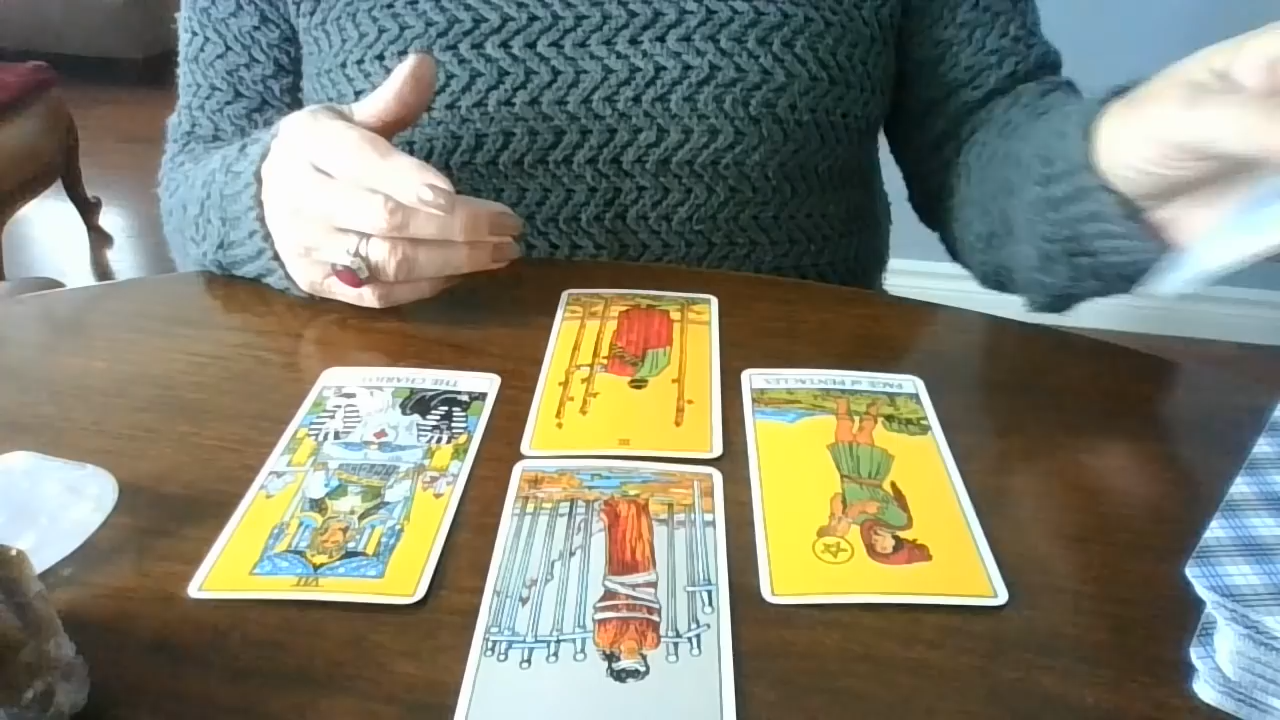 III
THE CHARIOT.
VII
PAGE of PENTACLES.